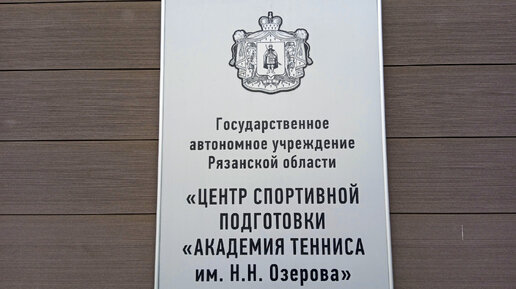 Государственное
автономное учреждение
Рязанской области
«ЦЕНТР СПОРТИВНОЙ
ПОДГОТОВКИ
«АКАДЕМИЯ ТЕННИСА
им. Н.Н. Озерова»